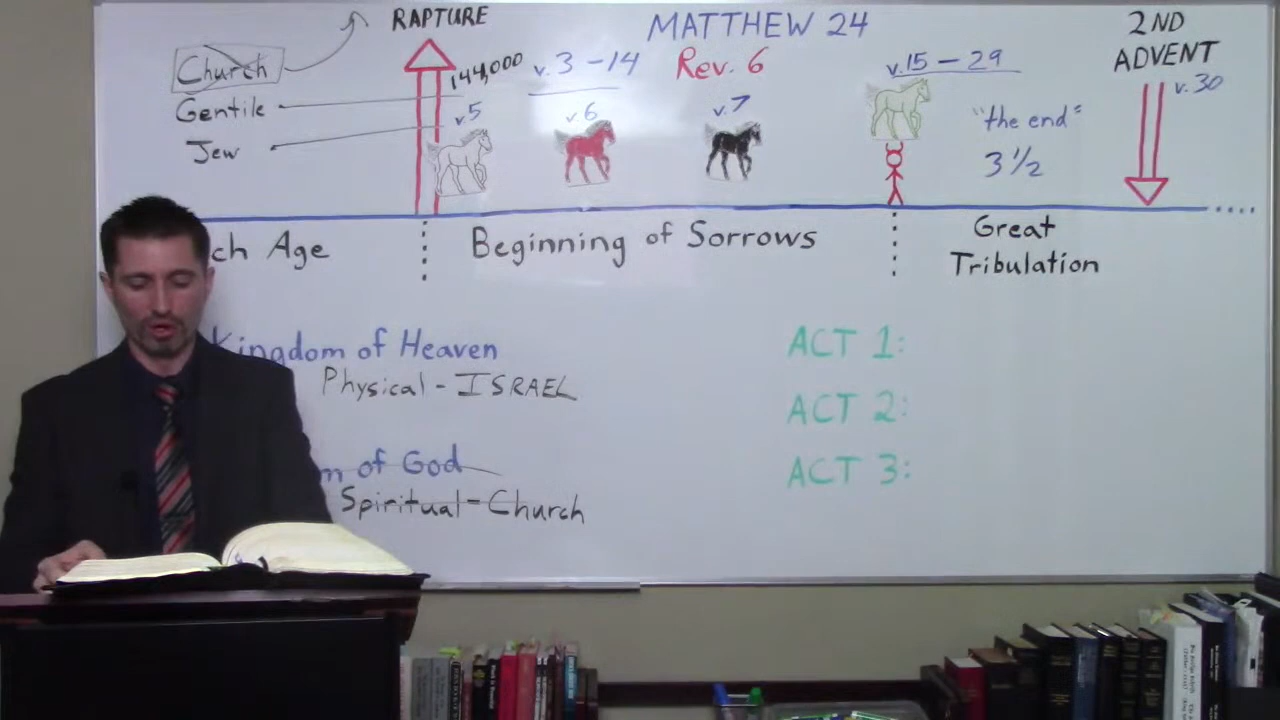 RAPTURE
MATTHEW 24
2ND
ADVENT
Church
144,000
v. 3 - 14
Rev. 6
v. 15 - 29
v. 30
Gentile
v. 5
v. 6
v. 7
"the end"
Jew
3 1/2
ch Age
Beginning of Sorrows
Great
Tribulation
Kingdom of Heaven
Physical - ISRAEL
m of God
Spiritual - Church
ACT 1:
ACT 2:
ACT 3: